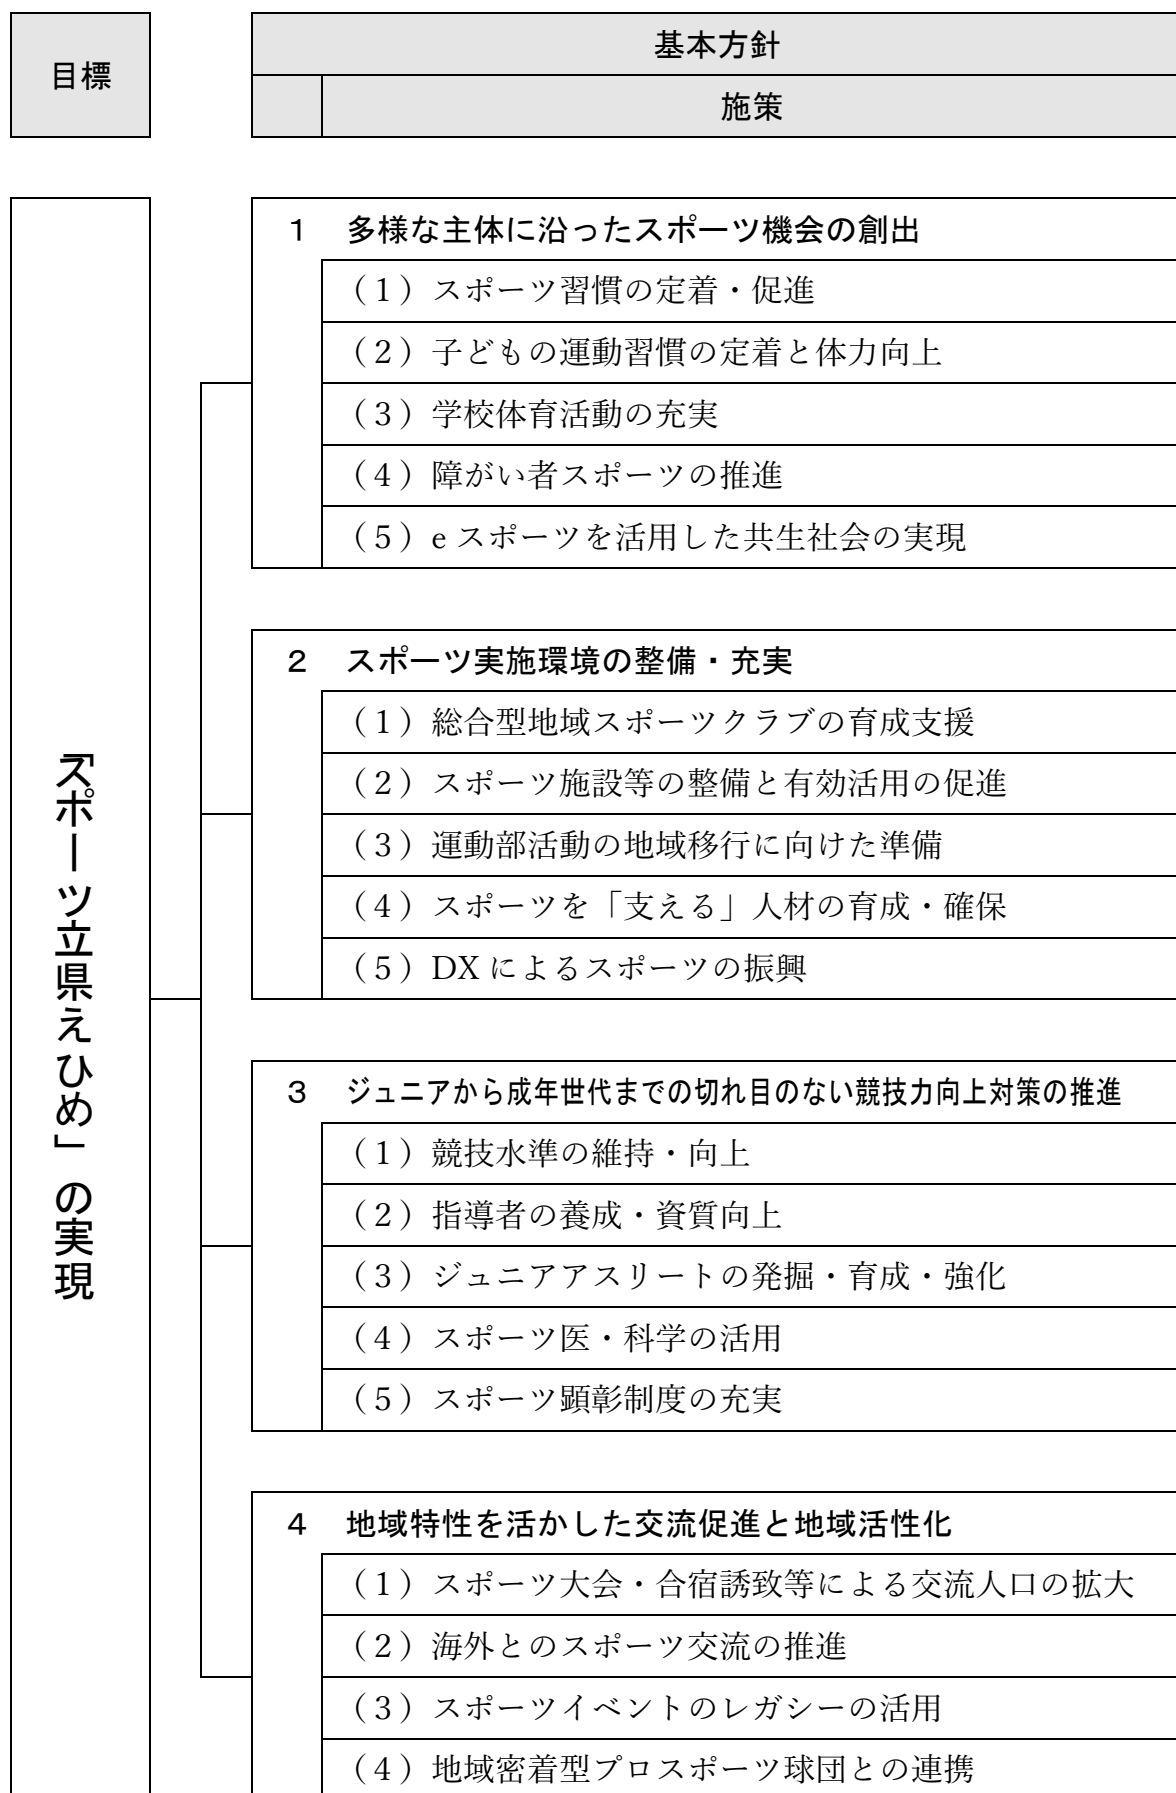 目標
基本方針
施策
「スポーツ立県えひめ」の実現
１　多様な主体に沿ったスポーツ機会の創出
（１）スポーツ習慣の定着・促進
（２）子どもの運動習慣の定着と体力向上
（３）学校体育活動の充実
（４）障がい者スポーツの推進
（５）e スポーツを活用した共生社会の実現
２　スポーツ実施環境の整備・充実
（１）総合型地域スポーツクラブの育成支援
（２）スポーツ施設等の整備と有効活用の促進
（３）運動部活動の地域移行に向けた準備
（４）スポーツを「支える」人材の育成・確保
（５）DX によるスポーツの振興
３　ジュニアから成年世代までの切れ目のない競技力向上対策の推進
（１）競技水準の維持・向上
（２）指導者の養成・資質向上
（３）ジュニアアスリートの発掘・育成・強化
（４）スポーツ医・科学の活用
（５）スポーツ顕彰制度の充実
４　地域特性を活かした交流促進と地域活性化
（１）スポーツ大会・合宿誘致等による交流人口の拡大
（２）海外とのスポーツ交流の推進
（３）スポーツイベントのレガシーの活用
（４）地域密着型プロスポーツ球団との連携